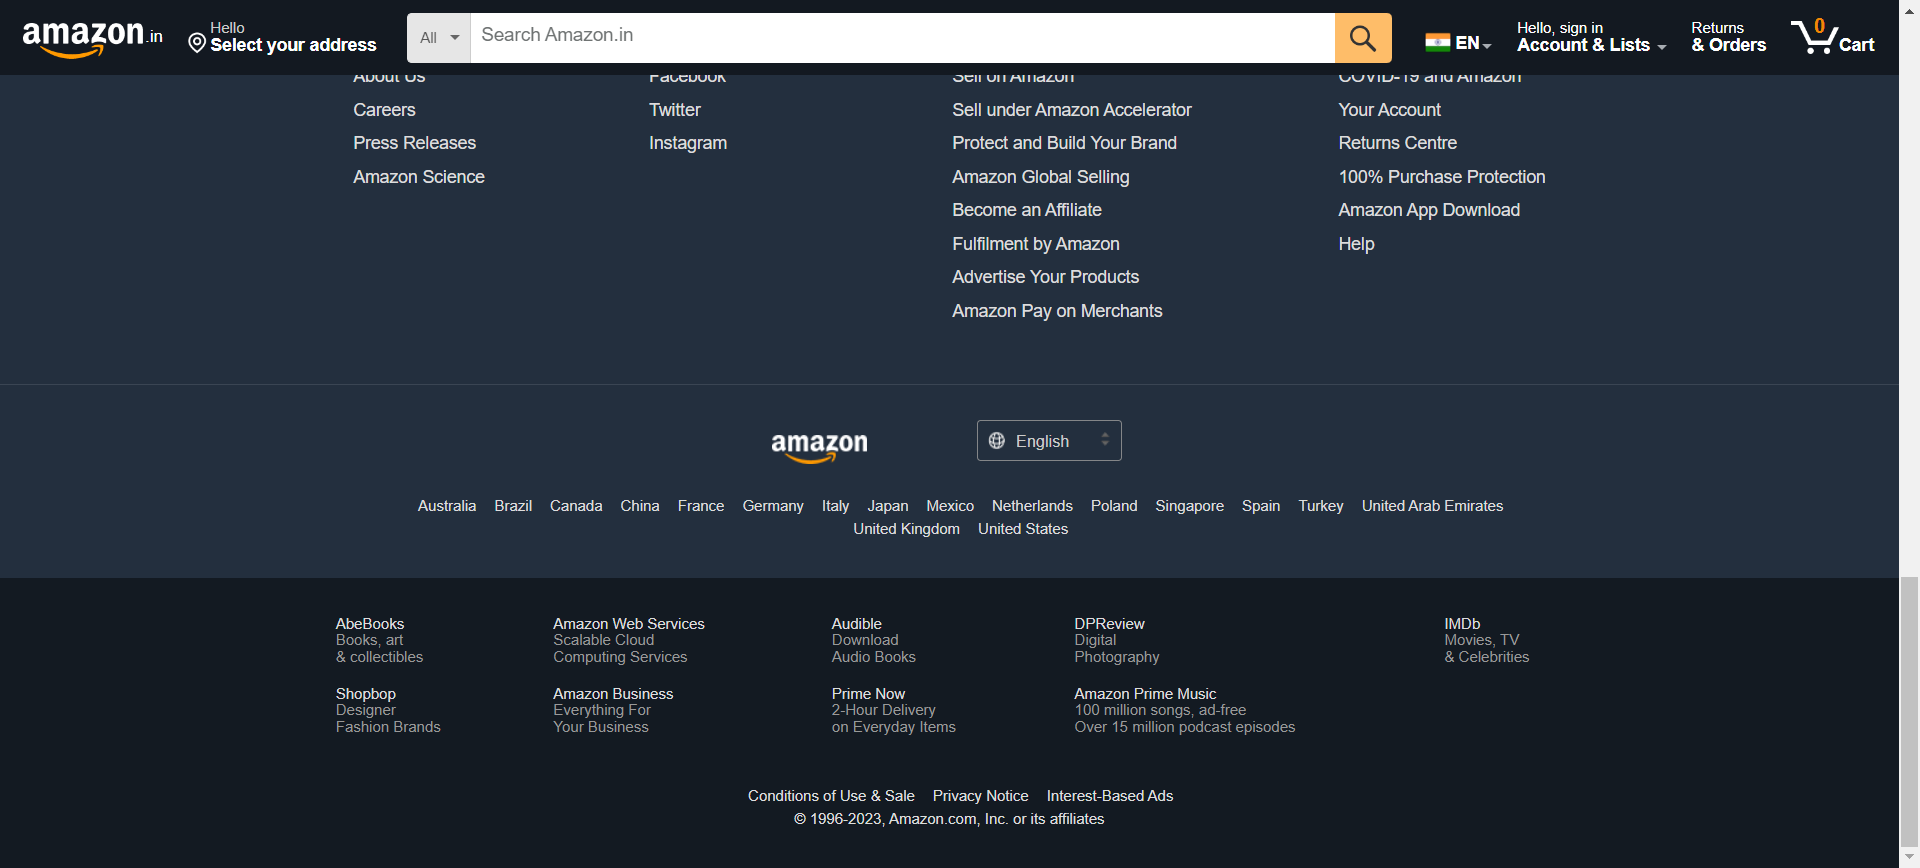 amazon.in
Hello
Select your address
All
Search Amazon.in
EN
Hello, sign in
Account & Lists
Returns
& Orders
0
Cart
About Us
Careers
Press Releases
Amazon Science
Facebook
Twitter
Instagram
Sell on Amazon
Sell under Amazon Accelerator
Protect and Build Your Brand
Amazon Global Selling
Become an Affiliate
Fulfilment by Amazon
Advertise Your Products
Amazon Pay on Merchants
COVID-19 and Amazon
Your Account
Returns Centre
100% Purchase Protection
Amazon App Download
Help
amazon
English
Australia Brazil Canada China France Germany Italy Japan Mexico Netherlands Poland Singapore Spain Turkey United Arab Emirates
United Kingdom United States
AbeBooks
Books, art
& collectibles
Amazon Web Services
Scalable Cloud
Computing Services
Audible
Download
Audio Books
DPReview
Digital
Photography
IMDb
Movies, TV
& Celebrities
Shopbop
Designer
Fashion Brands
Amazon Business
Everything For
Your Business
Prime Now
2-Hour Delivery
on Everyday Items
Amazon Prime Music
100 million songs, ad-free
Over 15 million podcast episodes
Conditions of Use & Sale Privacy Notice Interest-Based Ads
© 1996-2023, Amazon.com, Inc. or its affiliates